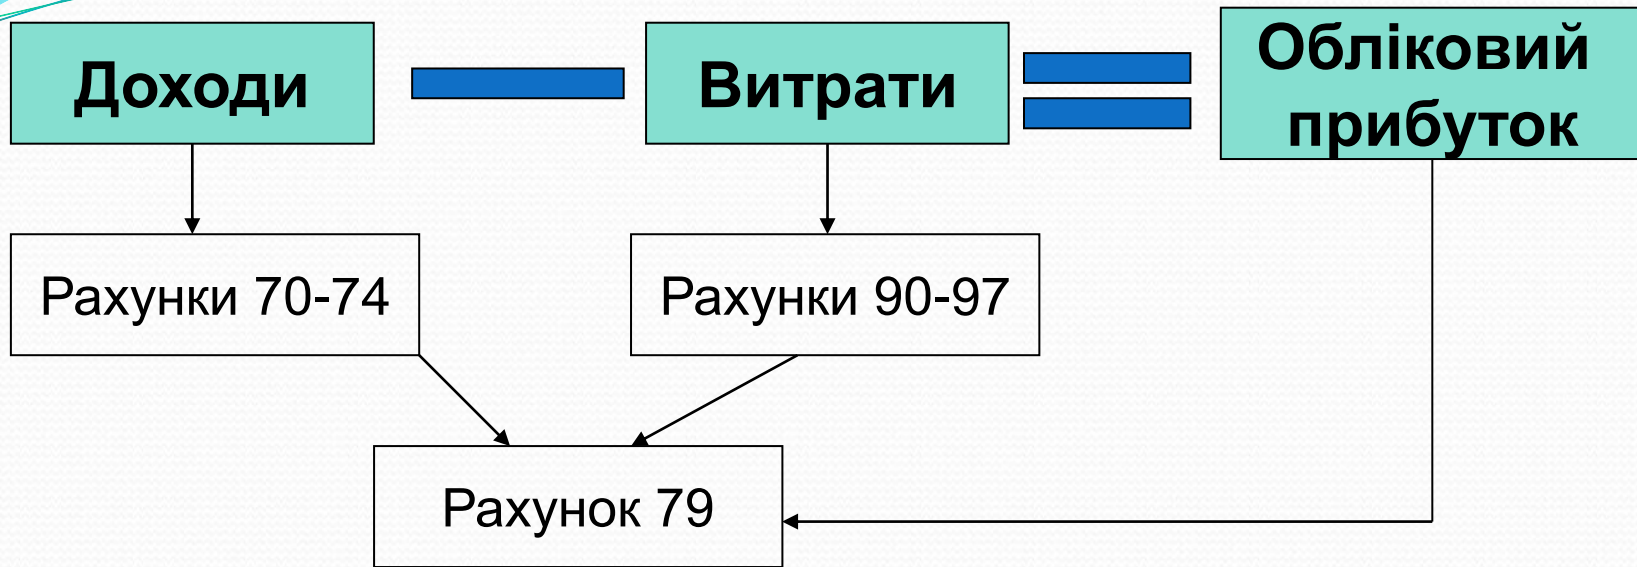 Доходи
Витрати
Обліковий
прибуток
Рахунки 70-74
Рахунки 90-97
Рахунок 79